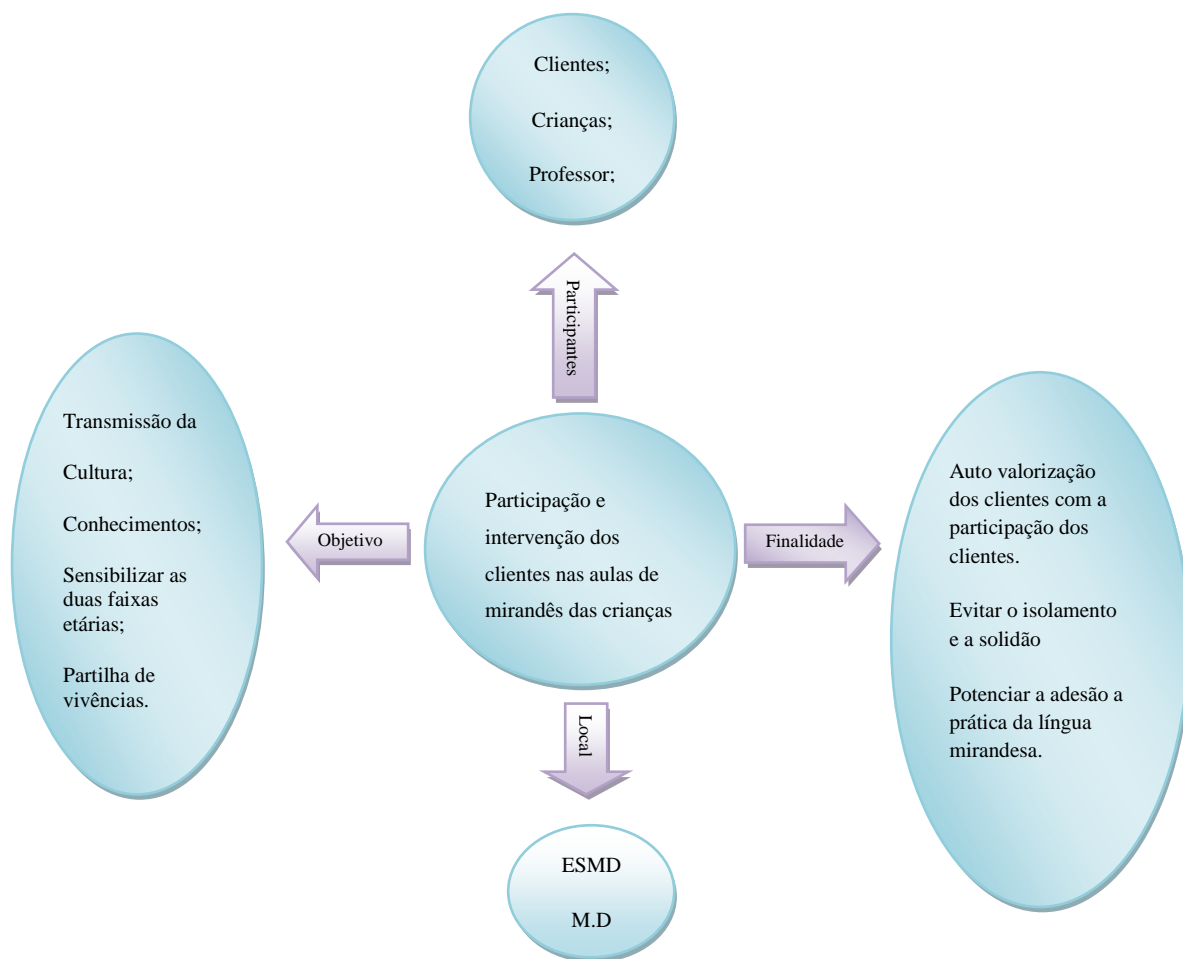 Clientes;
Crianças;
Professor;
Participantes
Transmissão da
Cultura;
Conhecimentos;
Sensibilizar as
duas faixas
etárias;
Partilha de
vivências.
Objetivo
Participação e
intervenção dos
clientes nas aulas de
mirandês das crianças
Finalidade
Auto valorização
dos clientes com a
participação dos
clientes.
Evitar o isolamento
e a solidão
Potenciar a adesão a
prática da língua
mirandesa.
Local
ESMD
M.D